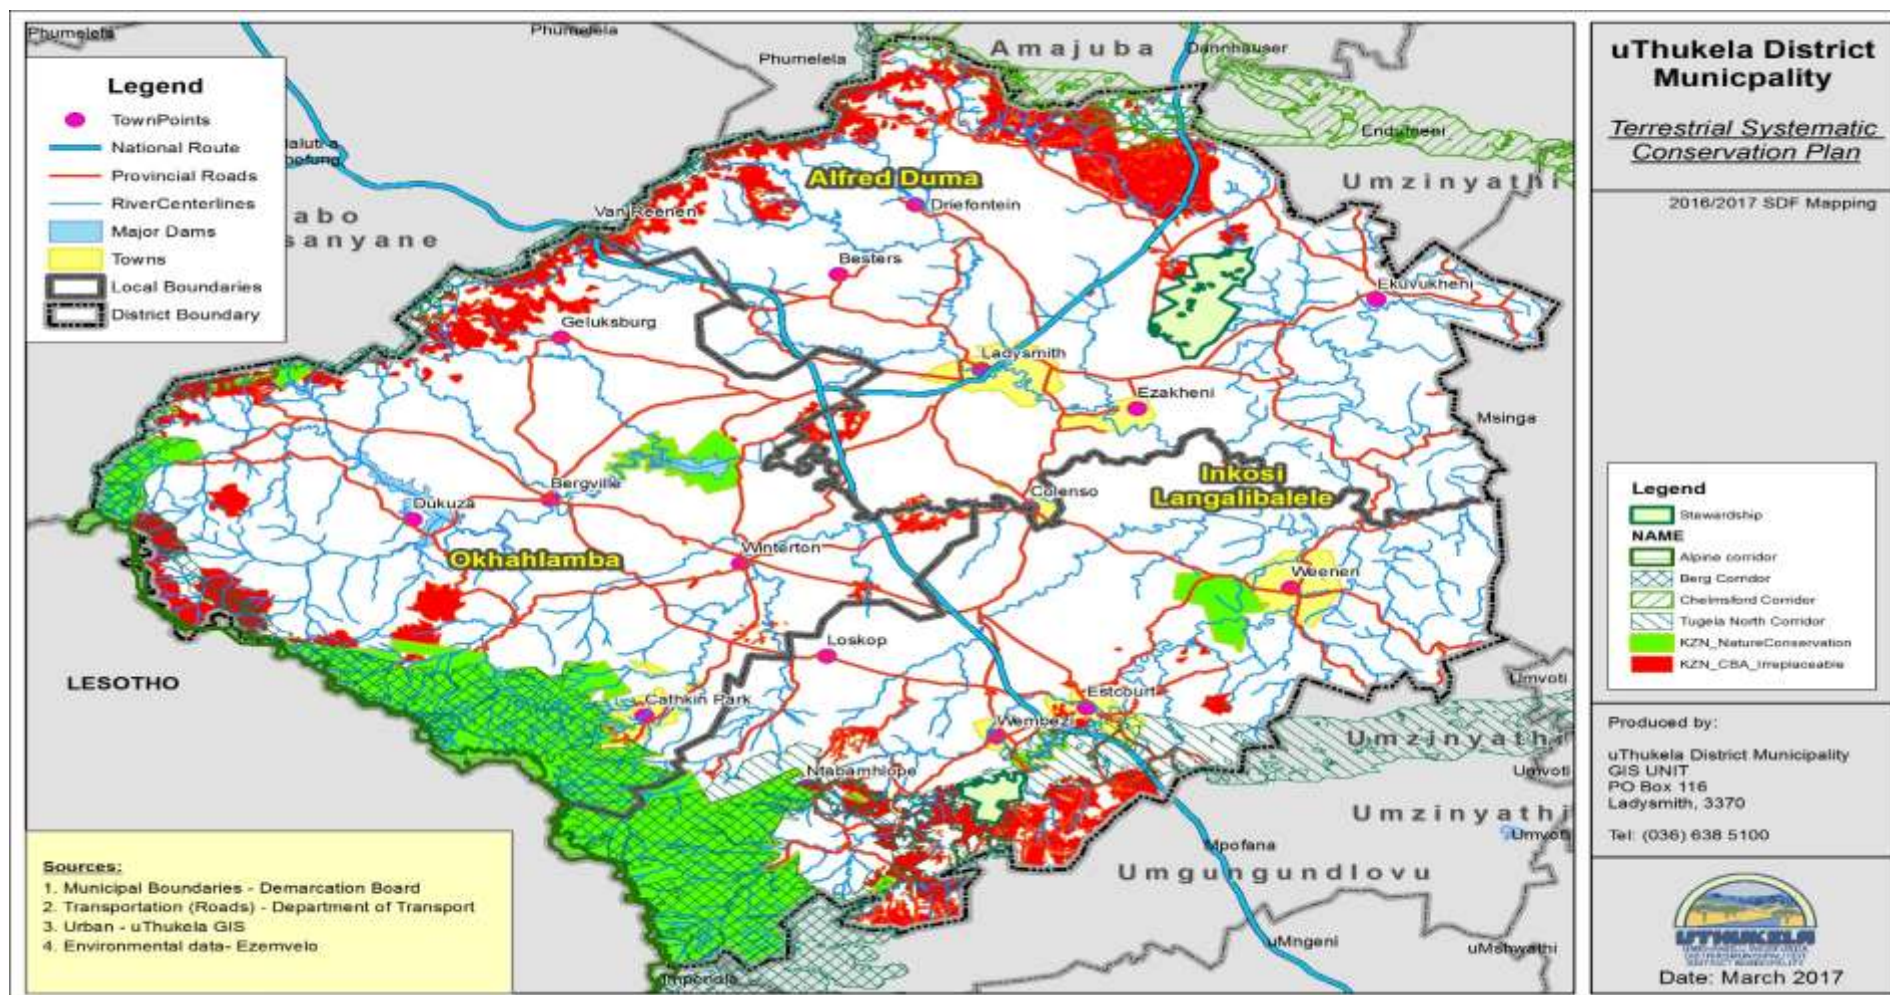 Phumelela
Phumelela
Phumelela
Amajuba
Dannhauser
Endumeni
Umzinyathi
Legend
TownPoints
National Route
Provincial Roads
RiverCenterlines
Major Dams
Towns
Local Boundaries
District Boundary
abo
sanyane
Van Reenen
Alfred Duma
Driefontein
Besters
Ekuvukheni
Geluksburg
Ladysmith
Ezakheni
Msinga
Inkosi
Langalibalele
Colenso
Bergville
Dukuza
Okhahlamba
Winterton
Weenen
Loskop
LESOTHO
Cathkin Park
Estcourt
Wembezi
Ntabamhlope
Umvoti
Umzinyathi
Umvoti
Umzinyathi
Umvoti
Mpofana
Umgungundlovu
uMngeni
uMshwathi
Sources:
1. Municipal Boundaries - Demarcation Board
2. Transportation (Roads) - Department of Transport
3. Urban - uThukela GIS
4. Environmental data- Ezemvelo
uThukela District
Municpality
Terrestrial Systematic
Conservation Plan
2016/2017 SDF Mapping
Legend
Stewardship
NAME
Alpine corridor
Berg Corridor
Chelmsford Corridor
Tugela North Corridor
KZN_NatureConservation
KZN_CBA_Irreplaceable
Produced by:
uThukela District Municipality
GIS UNIT
PO Box 116
Ladysmith, 3370
Tel: (036) 638 5100
UTHUKELA
DISTRICT MUNICIPALITY
Date: March 2017